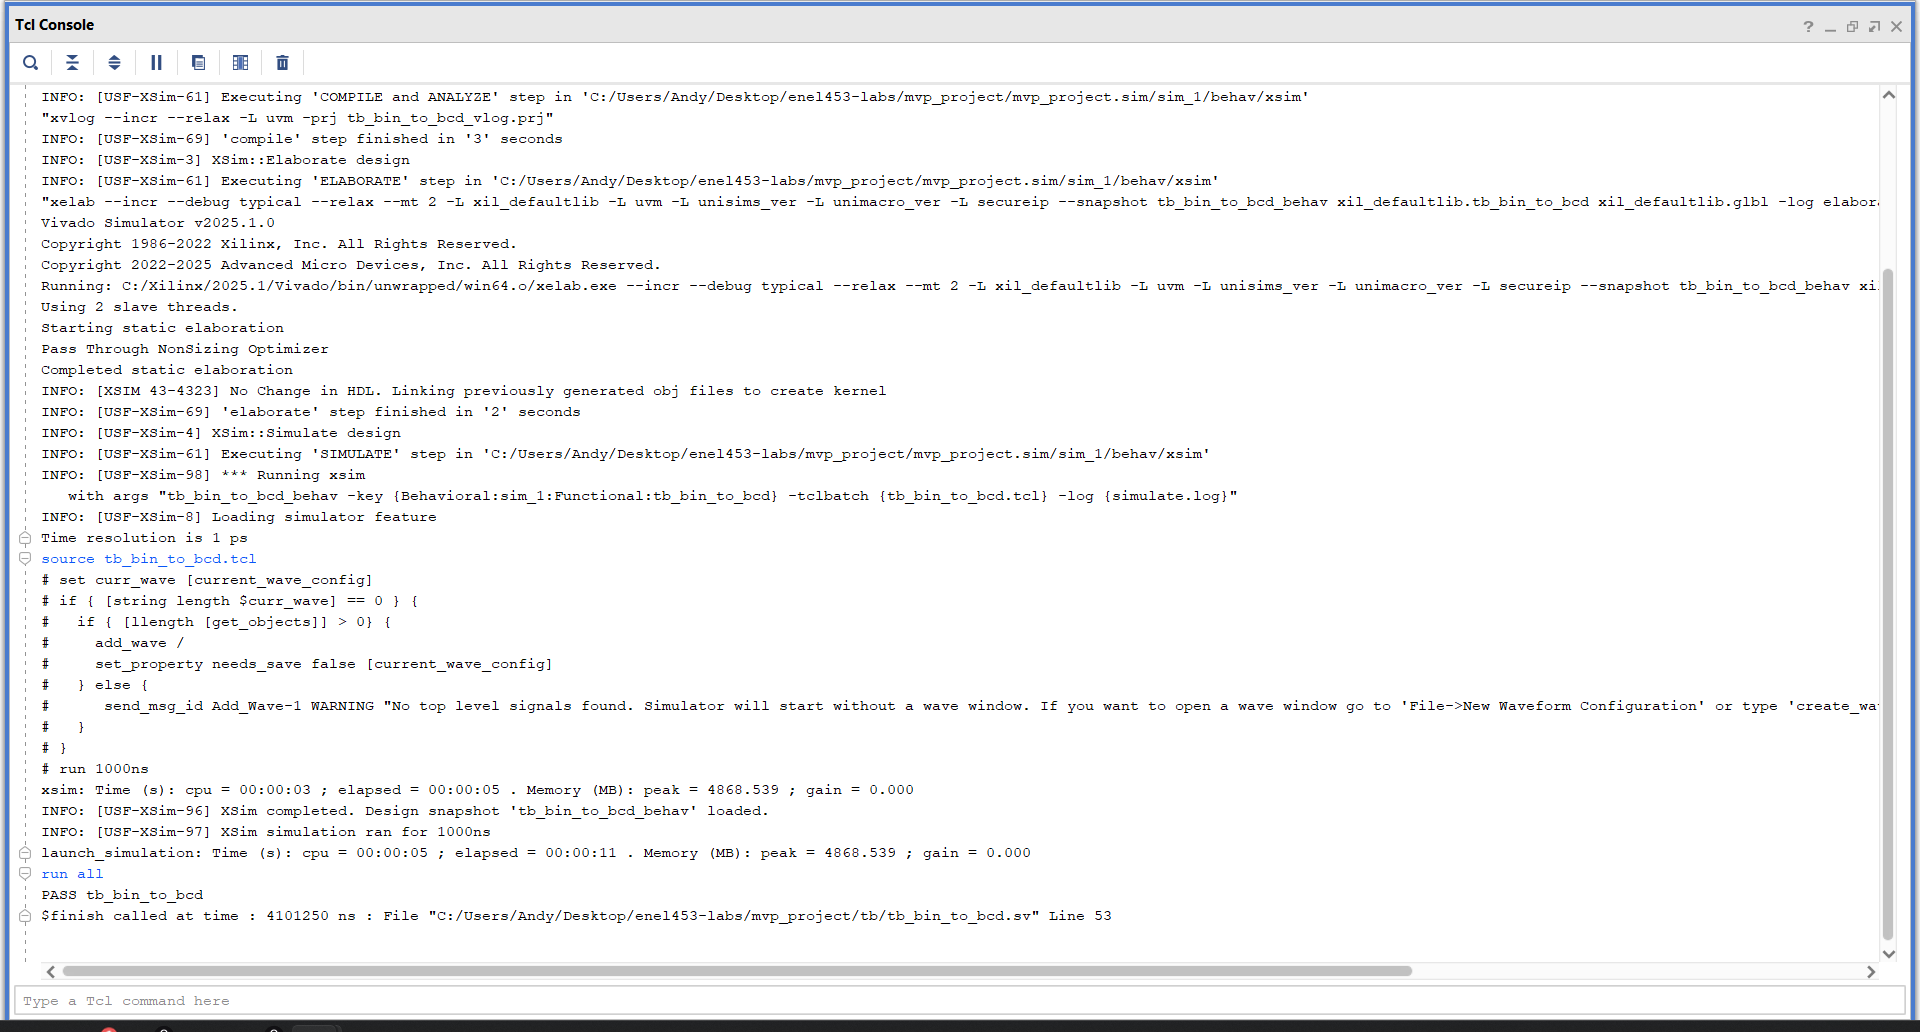 Tcl Console
INFO: [USF-XSim-61] Executing 'COMPILE and ANALYZE' step in 'C:/Users/Andy/Desktop/enel453-labs/mvp_project/mvp_project.sim/sim_1/behav/xsim'
"xvlog --incr --relax -L uvm -prj tb_bin_to_bcd_vlog.prj"
INFO: [USF-XSim-69] 'compile' step finished in '3' seconds
INFO: [USF-XSim-3] XSim::Elaborate design
INFO: [USF-XSim-61] Executing 'ELABORATE' step in 'C:/Users/Andy/Desktop/enel453-labs/mvp_project/mvp_project.sim/sim_1/behav/xsim'
"xelab --incr --debug typical --relax --mt 2 -L xil_defaultlib -L uvm -L unisims_ver -L unimacro_ver -L secureip --snapshot tb_bin_to_bcd_behav xil_defaultlib.tb_bin_to_bcd xil_defaultlib.glbl -log elabor
Vivado Simulator v2025.1.0
Copyright 1986-2022 Xilinx, Inc. All Rights Reserved.
Copyright 2022-2025 Advanced Micro Devices, Inc. All Rights Reserved.
Running: C:/Xilinx/2025.1/Vivado/bin/unwrapped/win64.o/xelab.exe --incr --debug typical --relax --mt 2 -L xil_defaultlib -L uvm -L unisims_ver -L unimacro_ver -L secureip --snapshot tb_bin_to_bcd_behav xi
Using 2 slave threads.
Starting static elaboration
Pass Through NonSizing Optimizer
Completed static elaboration
INFO: [XSIM 43-4323] No Change in HDL. Linking previously generated obj files to create kernel
INFO: [USF-XSim-69] 'elaborate' step finished in '2' seconds
INFO: [USF-XSim-4] XSim::Simulate design
INFO: [USF-XSim-61] Executing 'SIMULATE' step in 'C:/Users/Andy/Desktop/enel453-labs/mvp_project/mvp_project.sim/sim_1/behav/xsim'
INFO: [USF-XSim-98] *** Running xsim
   with args "tb_bin_to_bcd_behav -key {Behavioral:sim_1:Functional:tb_bin_to_bcd} -tclbatch {tb_bin_to_bcd.tcl} -log {simulate.log}"
INFO: [USF-XSim-8] Loading simulator feature
Time resolution is 1 ps
source tb_bin_to_bcd.tcl
# set curr_wave [current_wave_config]
# if { [string length $curr_wave] == 0 } {
#   if { [llength [get_objects]] > 0} {
#     add_wave /
#     set_property needs_save false [current_wave_config]
#   } else {
#      send_msg_id Add_Wave-1 WARNING "No top level signals found. Simulator will start without a wave window. If you want to open a wave window go to 'File->New Waveform Configuration' or type 'create_wa
#   }
# }
# run 1000ns
xsim: Time (s): cpu = 00:00:03 ; elapsed = 00:00:05 . Memory (MB): peak = 4868.539 ; gain = 0.000
INFO: [USF-XSim-96] XSim completed. Design snapshot 'tb_bin_to_bcd_behav' loaded.
INFO: [USF-XSim-97] XSim simulation ran for 1000ns
launch_simulation: Time (s): cpu = 00:00:05 ; elapsed = 00:00:11 . Memory (MB): peak = 4868.539 ; gain = 0.000
run all
PASS tb_bin_to_bcd
$finish called at time : 4101250 ns : File "C:/Users/Andy/Desktop/enel453-labs/mvp_project/tb/tb_bin_to_bcd.sv" Line 53
Type a Tcl command here